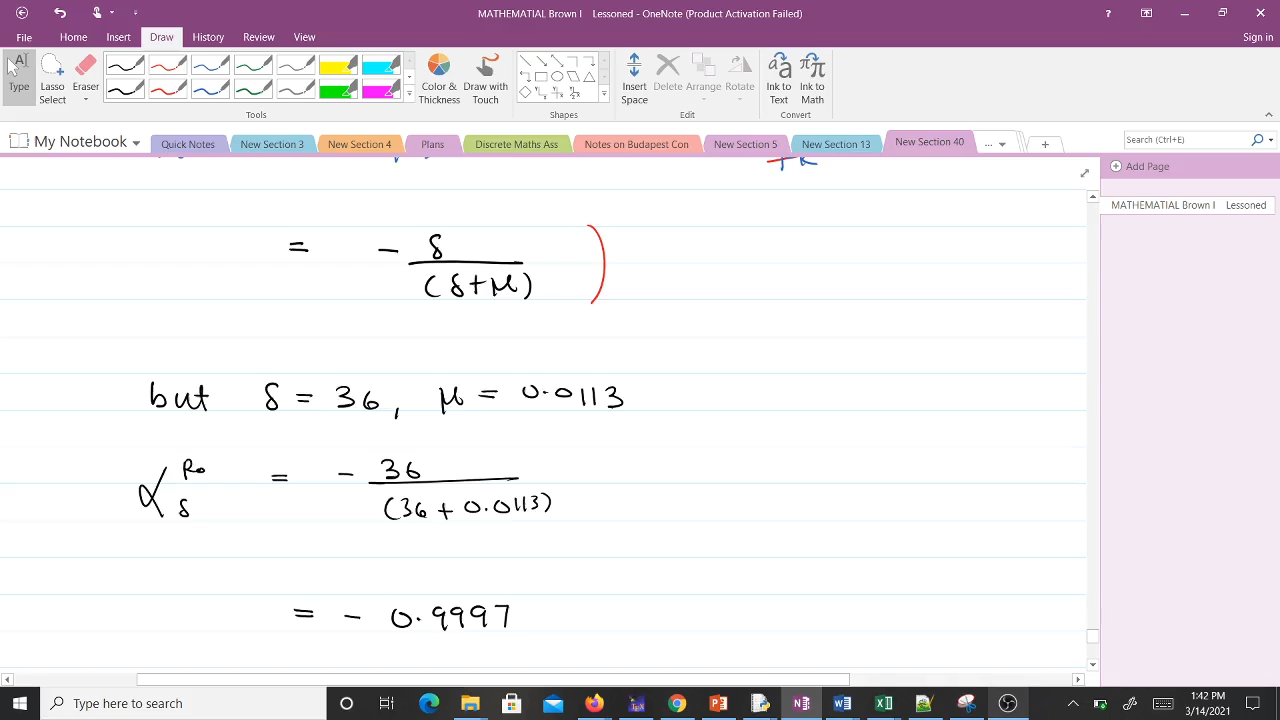 MATHEMATIAL Brown I Lessoned - OneNote (Product Activation Failed)
File Home Insert Draw History Review View Sign in
Type Lasso Select Eraser Color & Thickness Draw with Touch Insert Space Delete Arrange Rotate Ink to Text Ink to Math
Tools Shapes Edit Convert
My Notebook Quick Notes New Section 3 New Section 4 Plans Discrete Maths Ass Notes on Budapest Con New Section 5 New Section 13 New Section 40 ... Search (Ctrl+E)
Add Page
MATHEMATIAL Brown I Lessoned
= - δ
(δ+μ)
but δ = 36, μ = 0.0113
α R₀ δ = - 36
(36 + 0.0113)
= - 0.9997
Type here to search
1:42 PM
3/14/2021